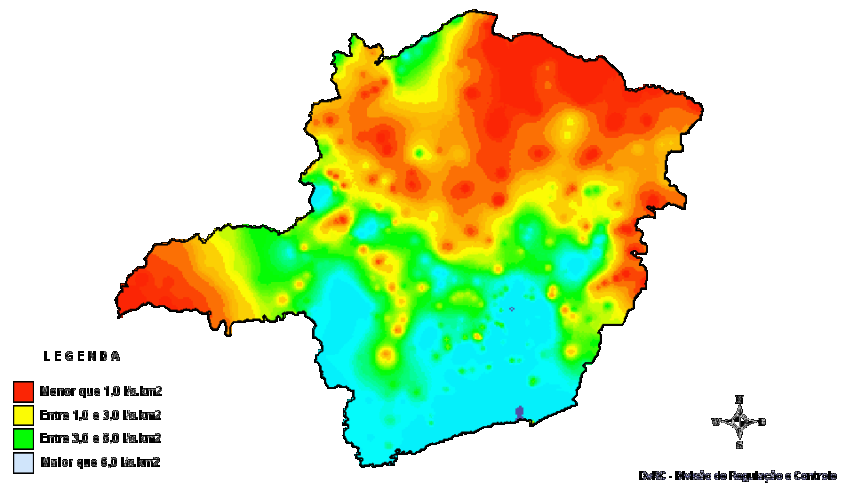 LEGENDA
Menor que 1,0 l/s.km2
Entre 1,0 e 3,0 l/s.km2
Entre 3,0 e 6,0 l/s.km2
Maior que 6,0 l/s.km2
N
W
S
DvRC - Divisão de Regulação e Controle